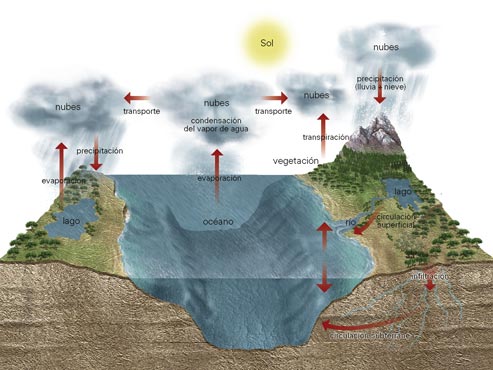 Sol
nubes
precipitación
(lluvia + nieve)
nubes
nubes
nubes
transporte
transporte
condensación
del vapor de agua
precipitación
transpiración
vegetación
evaporación
evaporación
lago
océano
río
lago
circulación
superficial
infiltración
circulación subterránea